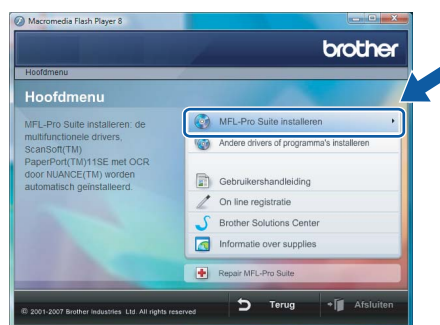 Macromedia Flash Player 8
brother
Hoofdmenu
Hoofdmenu
MFL-Pro Suite installeren: de
multifunctionele drivers,
ScanSoft(TM)
PaperPort(TM)11SE met OCR
door NUANCE(TM) worden
automatisch geïnstalleerd.
MFL-Pro Suite installeren
Andere drivers of programma's installeren
Gebruikershandleiding
On line registratie
Brother Solutions Center
Informatie over supplies
Repair MFL-Pro Suite
© 2001-2007 Brother Industries Ltd. All rights reserved
Terug
Afsluiten